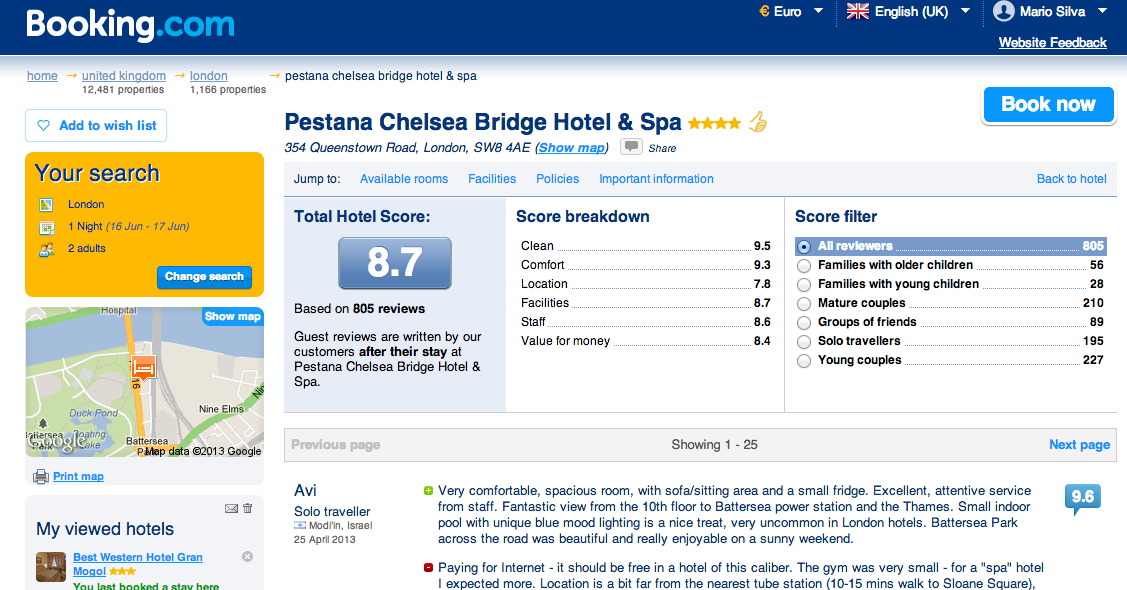 Booking.com
€ Euro
English (UK)
Mario Silva
Website Feedback
home → united kingdom → london → pestana chelsea bridge hotel & spa
12,481 properties 1,166 properties
Add to wish list
Book now
Pestana Chelsea Bridge Hotel & Spa
354 Queenstown Road, London, SW8 4AE (Show map) Share
Your search
London
1 Night (16 Jun - 17 Jun)
2 adults
Change search
Jump to: Available rooms Facilities Policies Important information Back to hotel
Total Hotel Score:
8.7
Based on 805 reviews
Guest reviews are written by our
customers after their stay at
Pestana Chelsea Bridge Hotel &
Spa.
Score breakdown
Clean 9.5
Comfort 9.3
Location 7.8
Facilities 8.7
Staff 8.6
Value for money 8.4
Score filter
All reviewers 805
Families with older children 56
Families with young children 28
Mature couples 210
Groups of friends 89
Solo travellers 195
Young couples 227
Hospital
Show map
Nine Elms
Duck Pond
Boating
Lake
Battersea
Google
Map data ©2013 Google
Print map
My viewed hotels
Best Western Hotel Gran
Mogol
You last booked a stay here
Previous page Showing 1 - 25 Next page
Avi
Solo traveller
Modi'in, Israel
25 April 2013
Very comfortable, spacious room, with sofa/sitting area and a small fridge. Excellent, attentive service
from staff. Fantastic view from the 10th floor to Battersea power station and the Thames. Small indoor
pool with unique blue mood lighting is a nice treat, very uncommon in London hotels. Battersea Park
across the road was beautiful and really enjoyable on a sunny weekend.
9.6
Paying for Internet - it should be free in a hotel of this caliber. The gym was very small - for a "spa" hotel
I expected more. Location is a bit far from the nearest tube station (10-15 mins walk to Sloane Square),